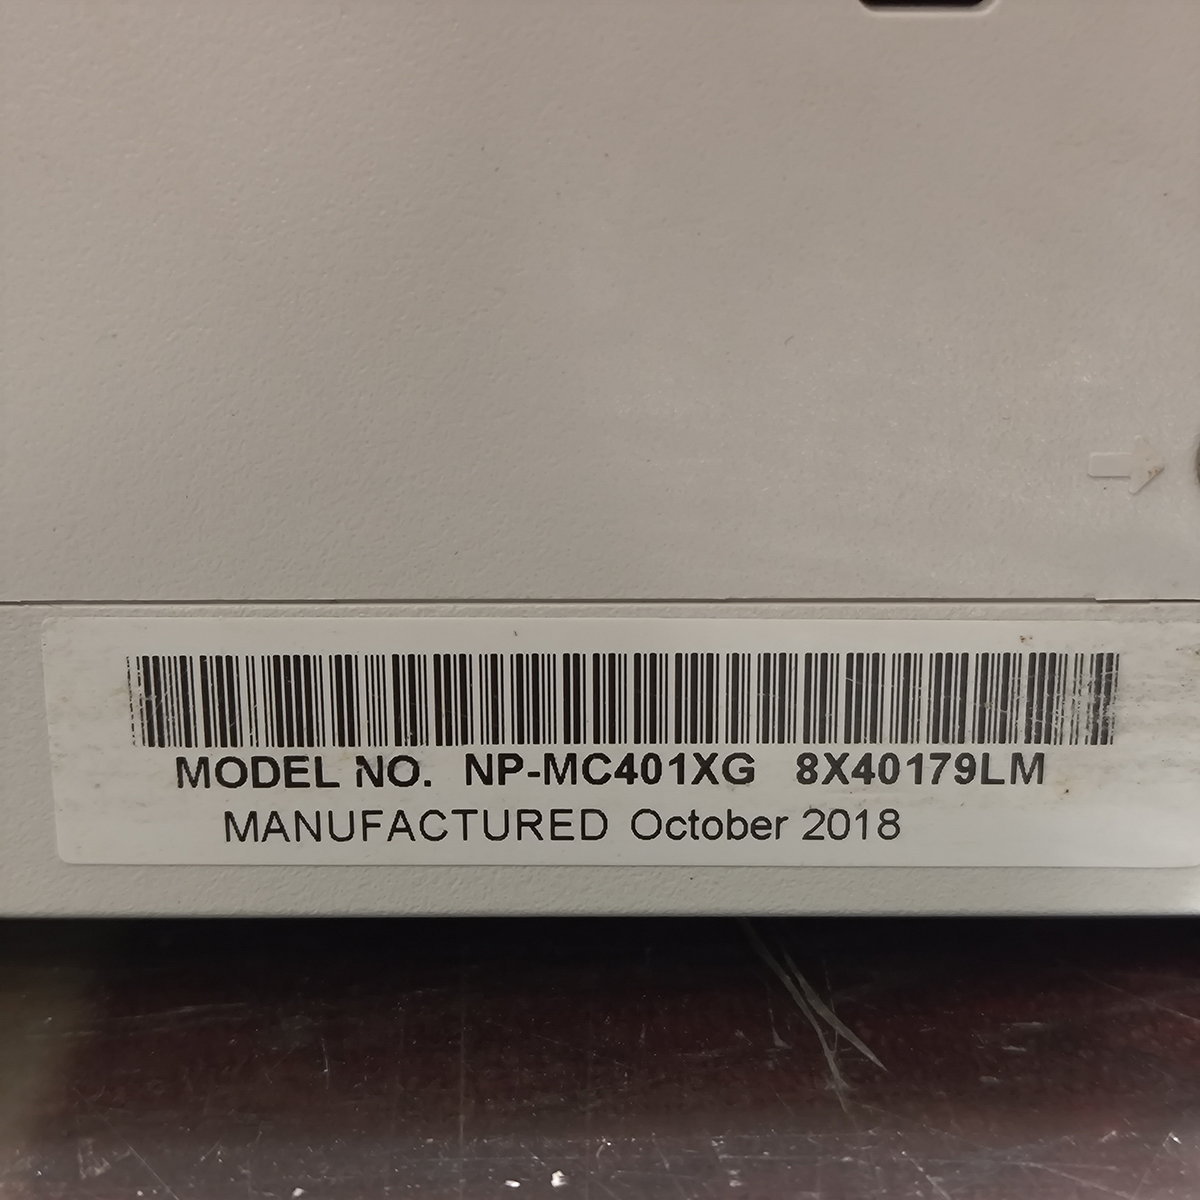 MODEL NO. NP-MC401XG 8X40179LM
MANUFACTURED October 2018